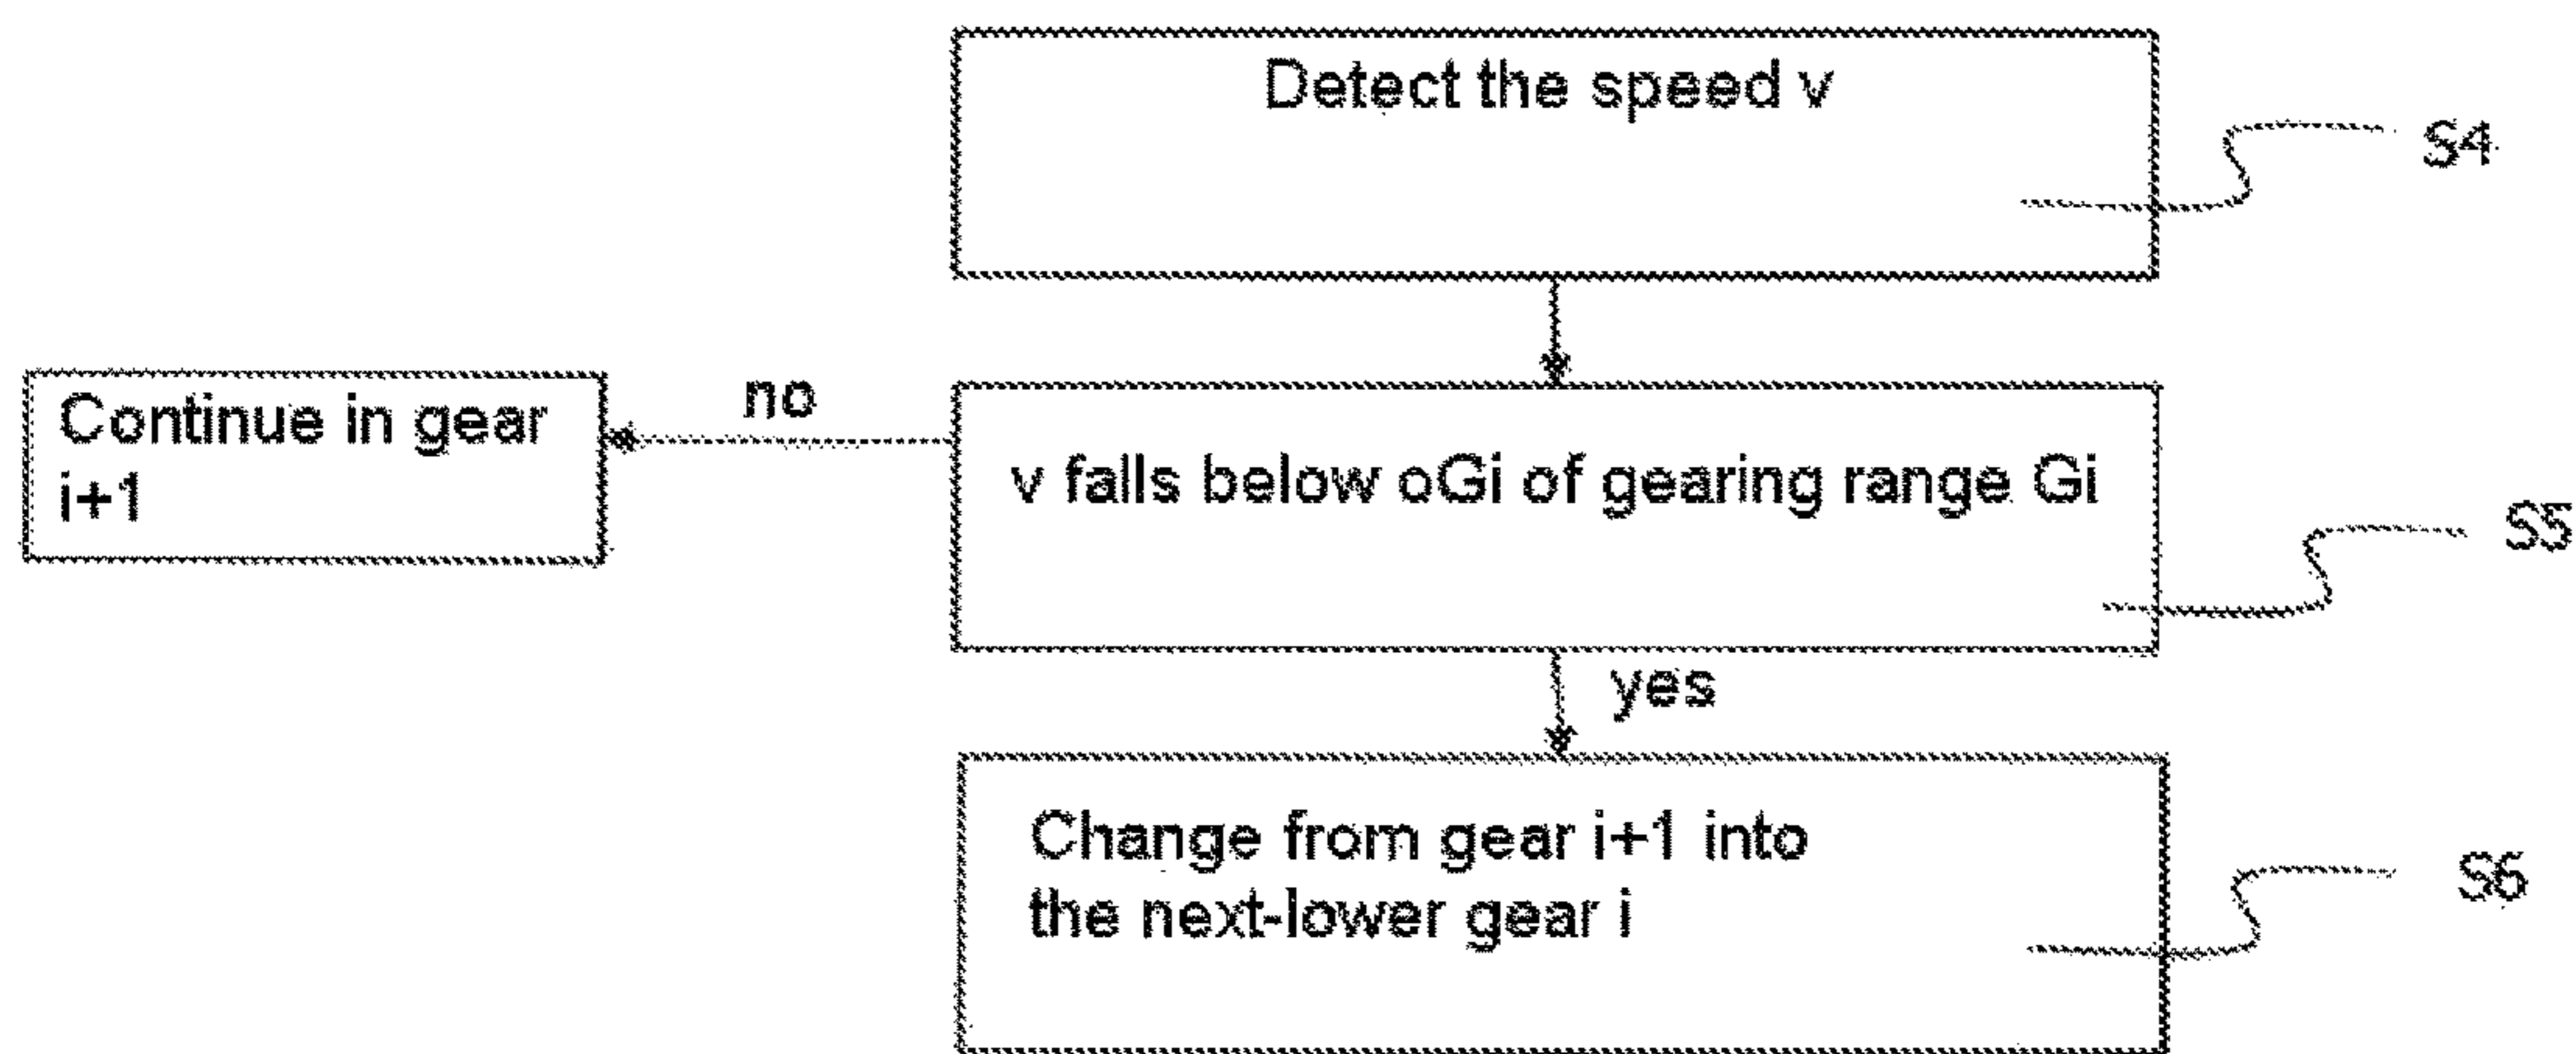 Detect the speed v
S4
Continue in gear
i+1
no
v falls below oGi of gearing range Gi
S5
yes
Change from gear i+1 into
the next-lower gear i
S6